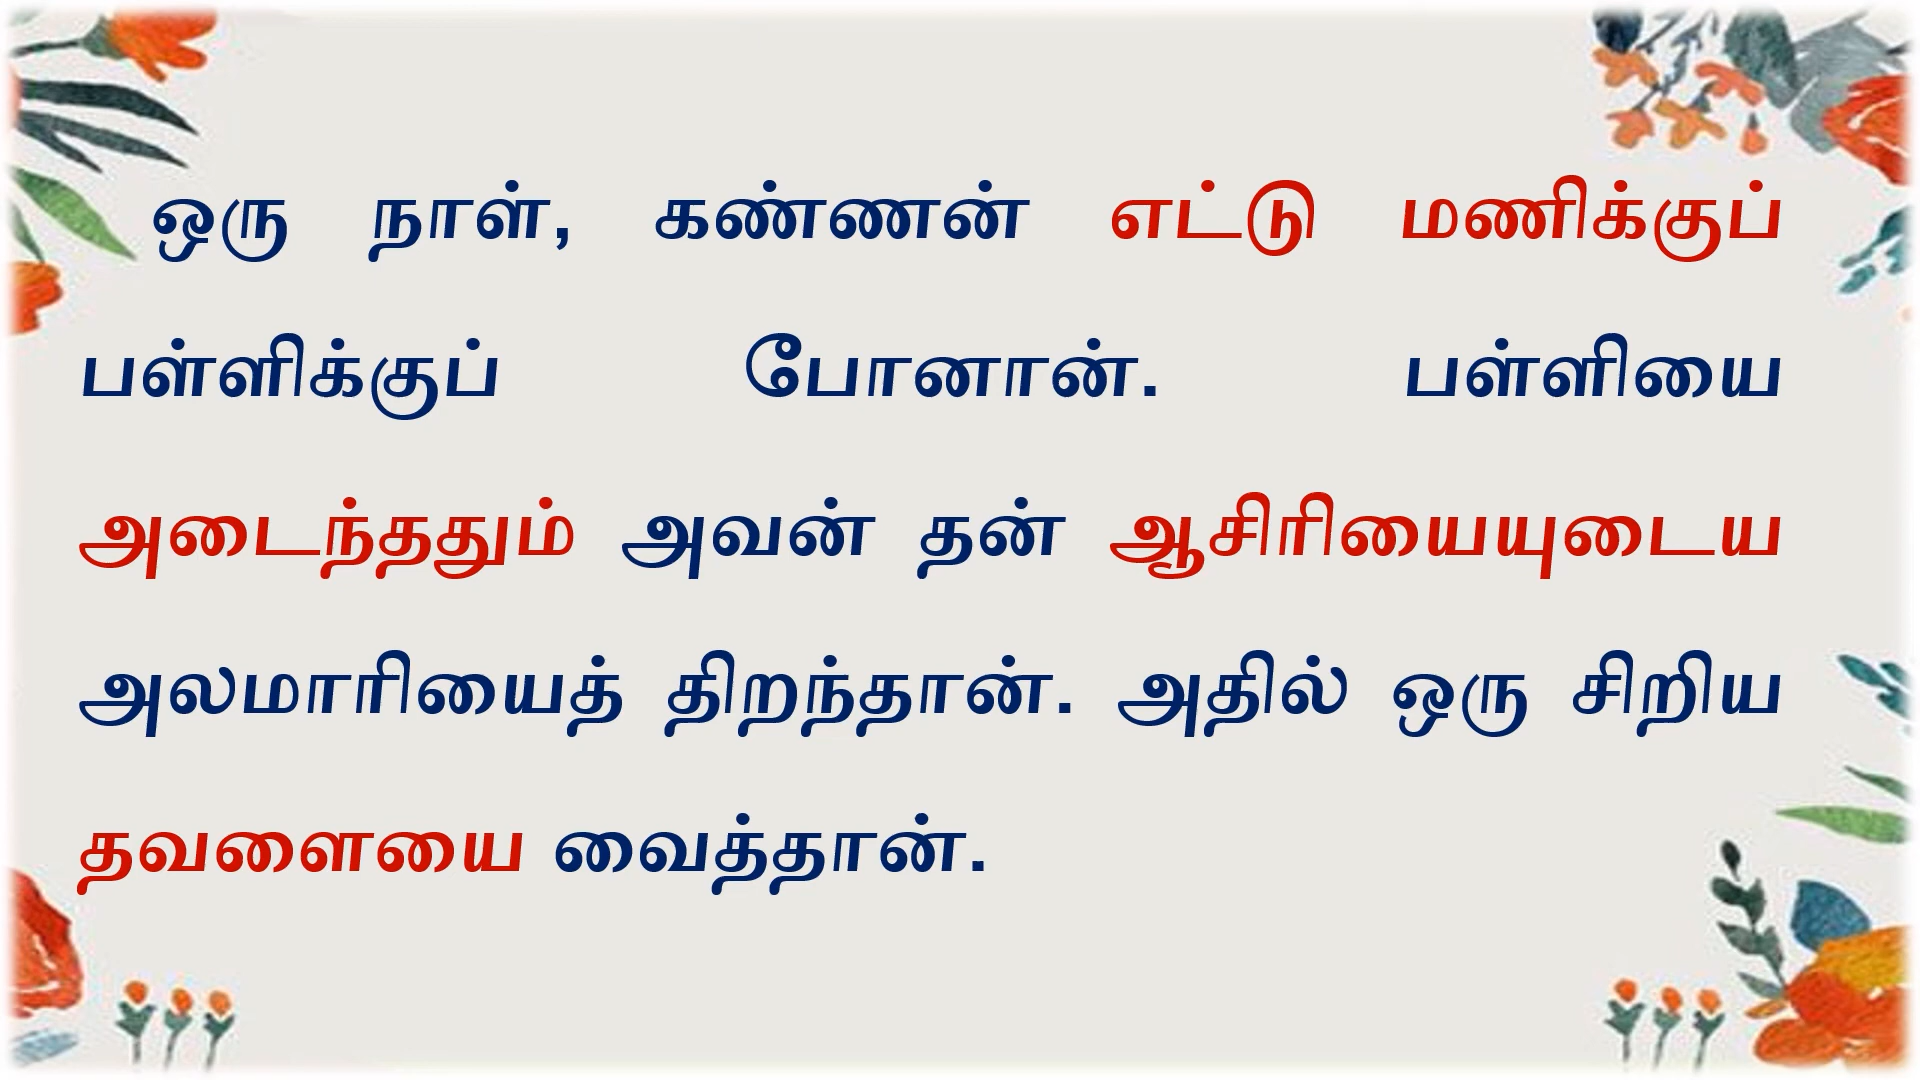 ஒரு நாள், கண்ணன் எட்டு மணிக்குப்
பள்ளிக்குப் போனான். பள்ளியை
அடைந்ததும் அவன் தன் ஆசிரியையுடைய
அலமாரியைத் திறந்தான். அதில் ஒரு சிறிய
தவளையை வைத்தான்.